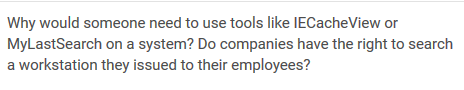 Why would someone need to use tools like IECacheView or
MyLastSearch on a system? Do companies have the right to search
a workstation they issued to their employees?